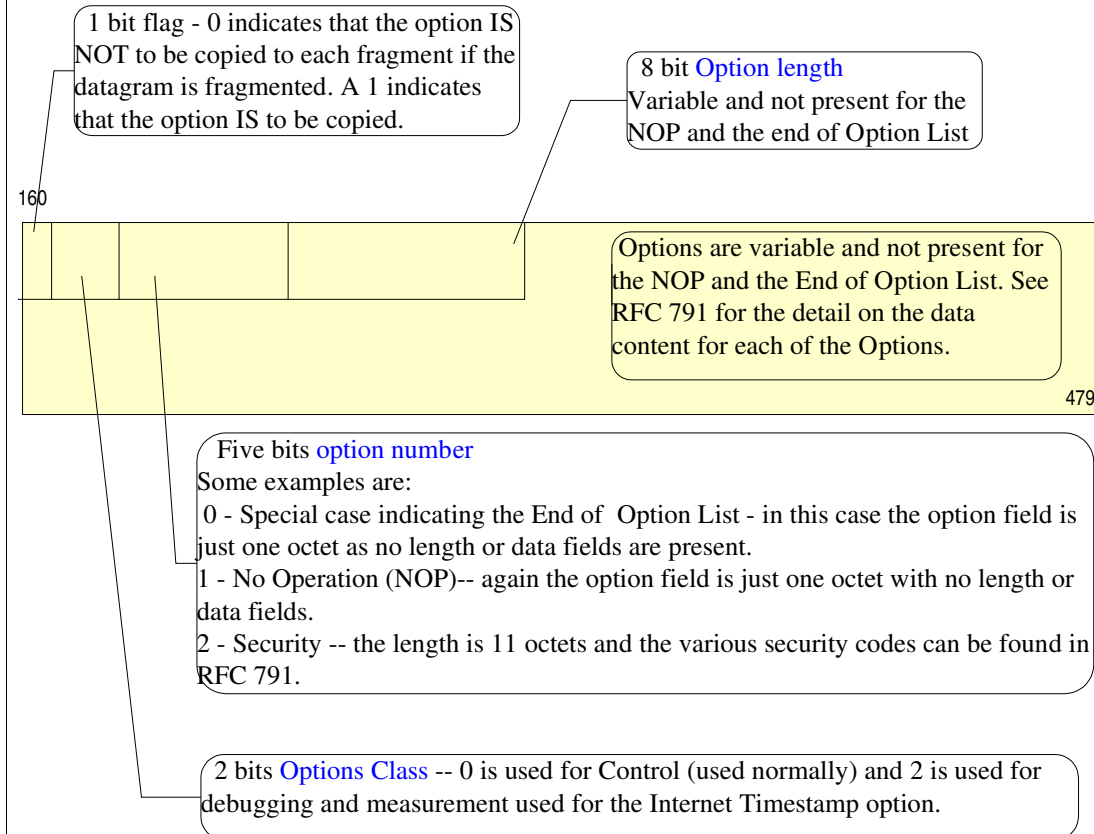 1 bit flag - 0 indicates that the option IS
NOT to be copied to each fragment if the
datagram is fragmented. A 1 indicates
that the option IS to be copied.
8 bit Option length
Variable and not present for the
NOP and the end of Option List
160
Options are variable and not present for
the NOP and the End of Option List. See
RFC 791 for the detail on the data
content for each of the Options.
479
Five bits option number
Some examples are:
0 - Special case indicating the End of Option List - in this case the option field is
just one octet as no length or data fields are present.
1 - No Operation (NOP)-- again the option field is just one octet with no length or
data fields.
2 - Security -- the length is 11 octets and the various security codes can be found in
RFC 791.
2 bits Options Class -- 0 is used for Control (used normally) and 2 is used for
debugging and measurement used for the Internet Timestamp option.